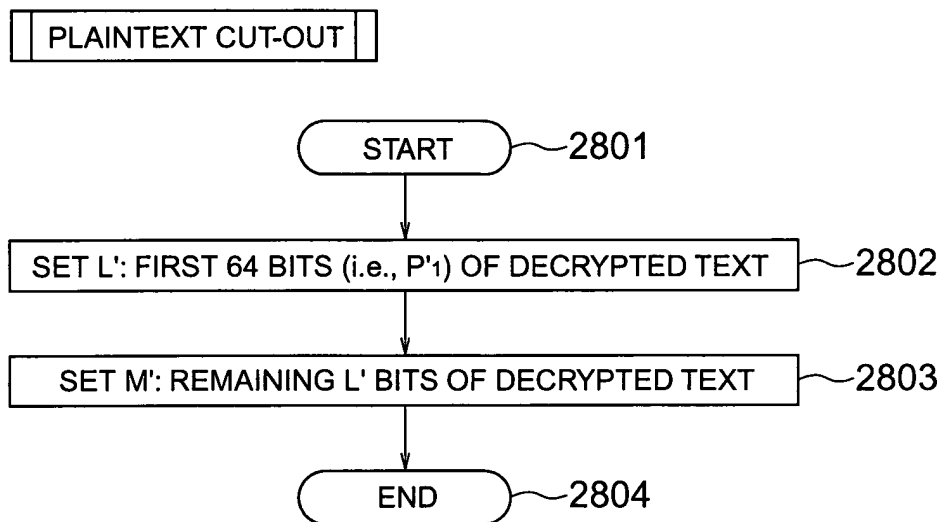 PLAINTEXT CUT-OUT
START 2801
SET L': FIRST 64 BITS (i.e., P'1) OF DECRYPTED TEXT 2802
SET M': REMAINING L' BITS OF DECRYPTED TEXT 2803
END 2804